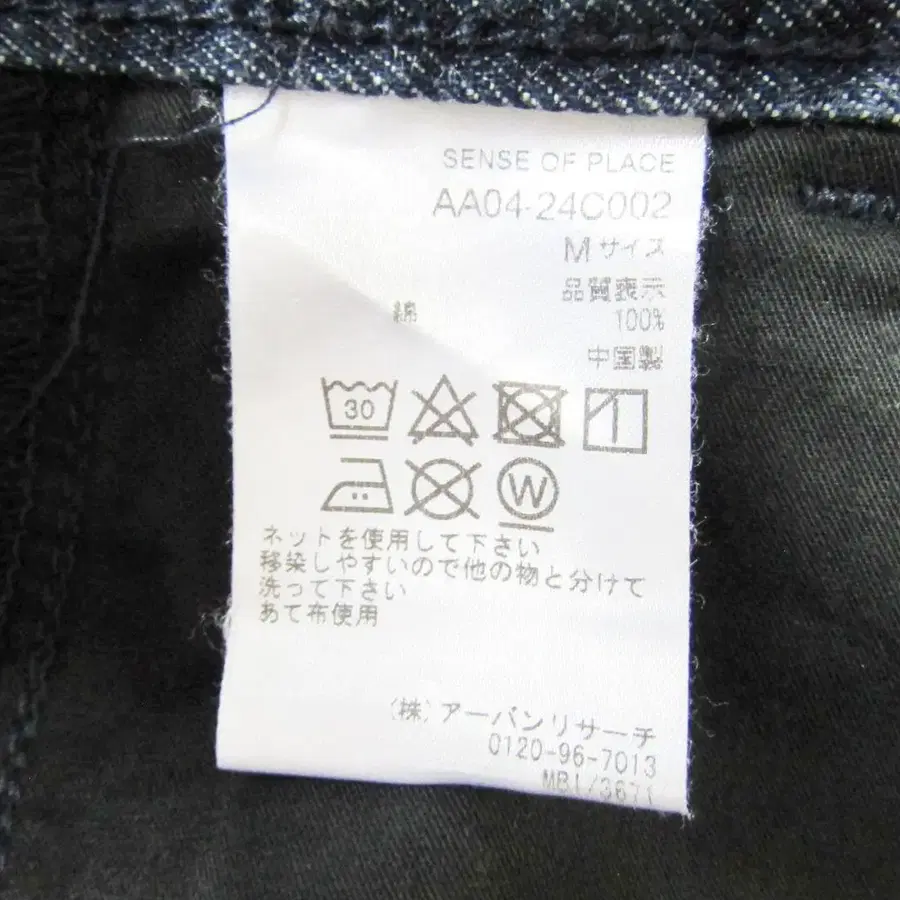 SENSE OF PLACE
AA04-24C002
Mサイズ
品質表示
綿 100%
中国製
30
W
ネットを使用して下さい
移染しやすいので他の物と分けて
洗って下さい
あて布使用
(株)アーバンリサーチ
0120-96-7013
MB1/3671